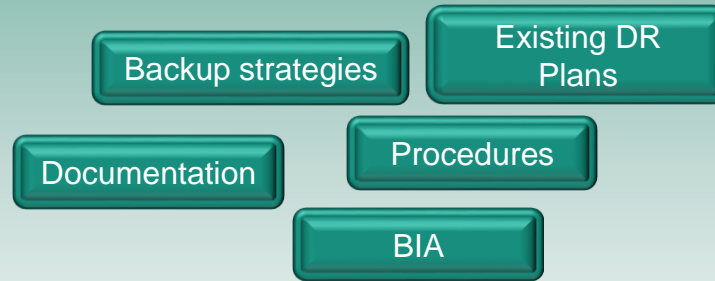 Backup strategies
Existing DR
Plans
Documentation
Procedures
BIA